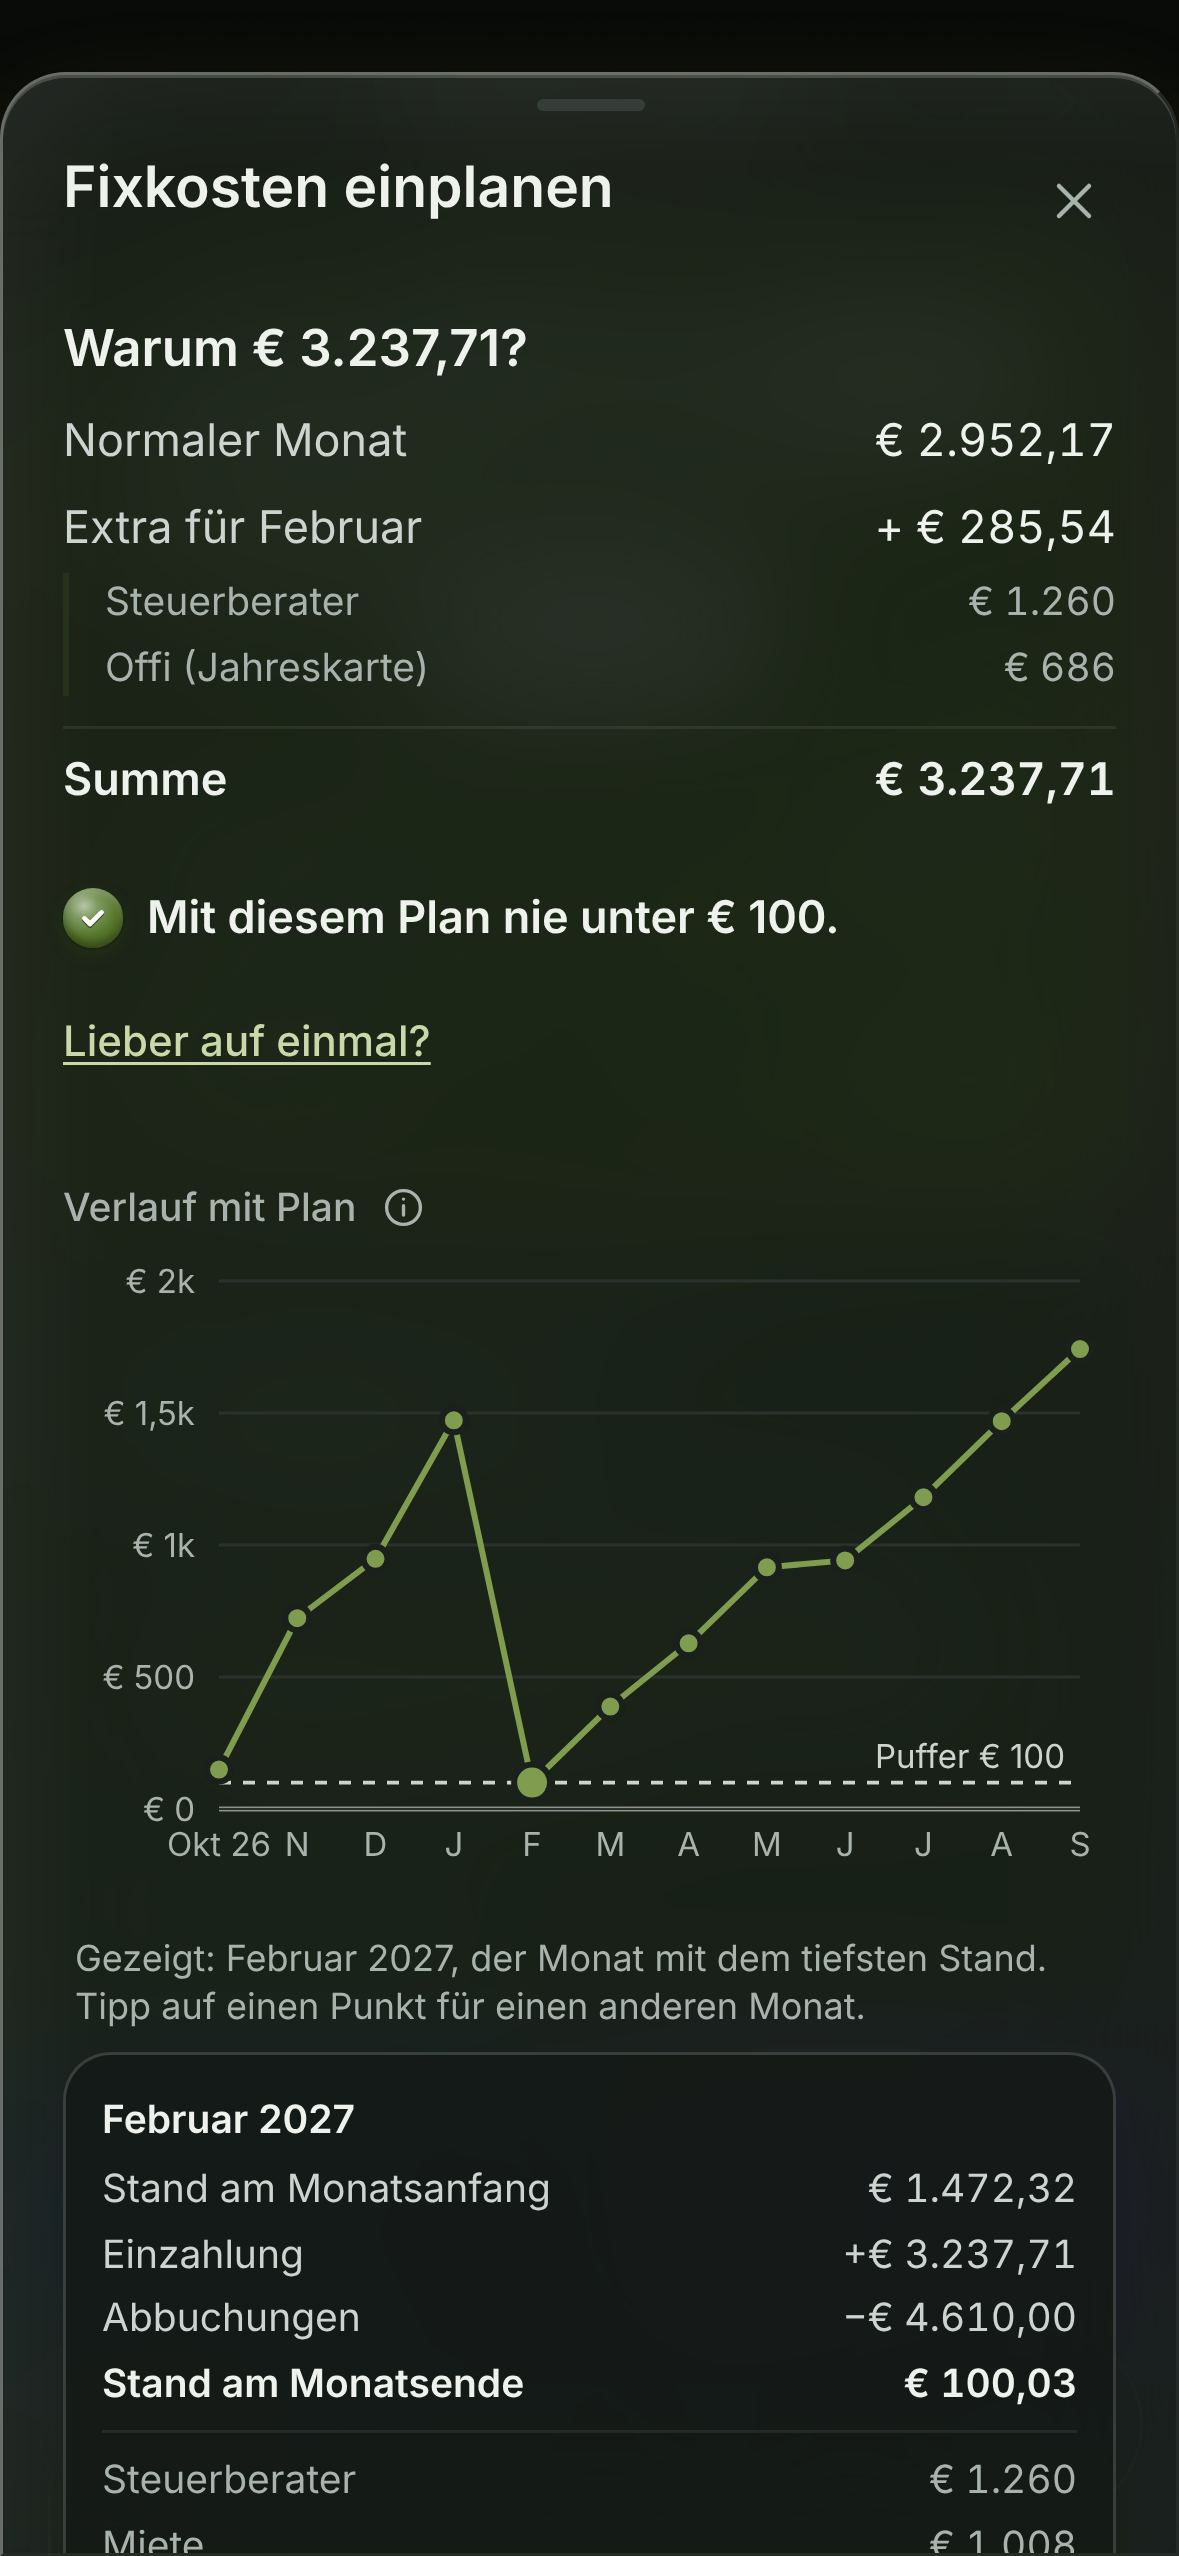 Fixkosten einplanen
Warum € 3.237,71?
Normaler Monat € 2.952,17
Extra für Februar + € 285,54
Steuerberater € 1.260
Offi (Jahreskarte) € 686
Summe € 3.237,71
Mit diesem Plan nie unter € 100.
Lieber auf einmal?
Verlauf mit Plan
€ 2k
€ 1,5k
€ 1k
€ 500
Puffer € 100
€ 0
Okt 26 N D J F M A M J J A S
Gezeigt: Februar 2027, der Monat mit dem tiefsten Stand.
Tipp auf einen Punkt für einen anderen Monat.
Februar 2027
Stand am Monatsanfang € 1.472,32
Einzahlung +€ 3.237,71
Abbuchungen −€ 4.610,00
Stand am Monatsende € 100,03
Steuerberater € 1.260
Miete € 1.008